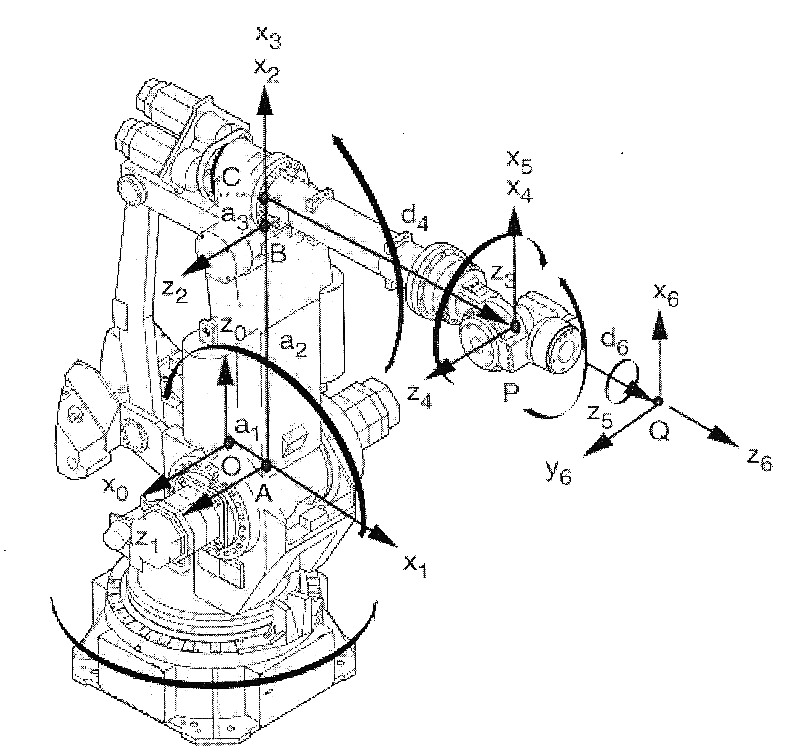 x₃
x₂
x₅
x₄
C
a₃
d₄
B
z₂
z₃
x₆
z₀
a₂
d₆
z₄
P
z₅
Q
a₁
y₆
z₆
O
x₀
A
z₁
x₁